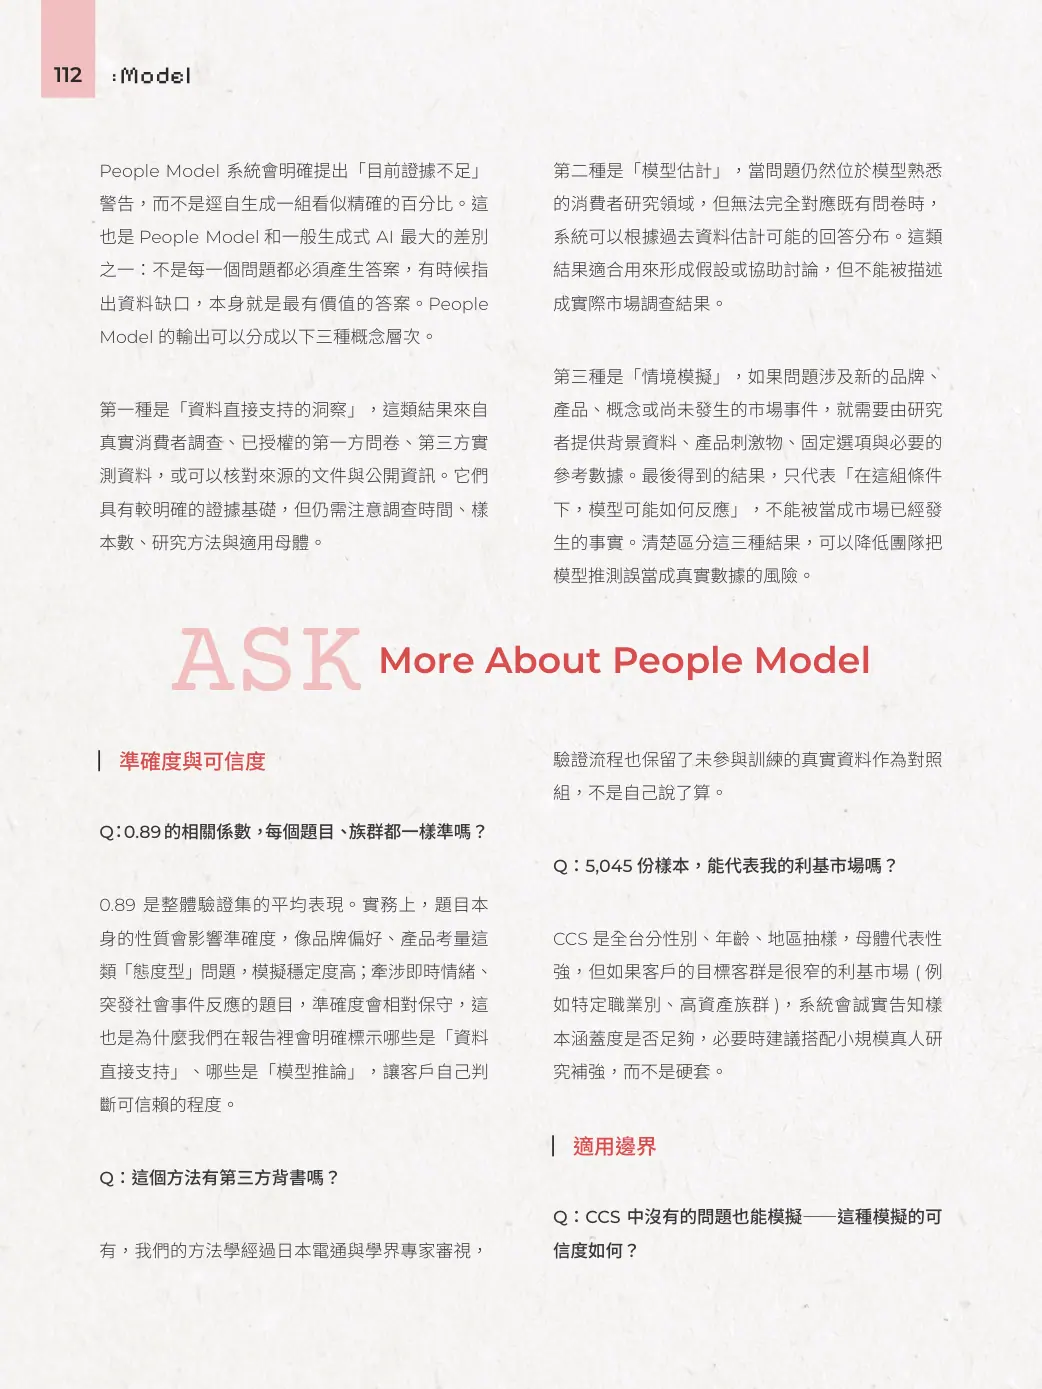 112
:Model
People Model 系統會明確提出「目前證據不足」
警告，而不是逕自生成一組看似精確的百分比。這
也是 People Model 和一般生成式 AI 最大的差別
之一：不是每一個問題都必須產生答案，有時候指
出資料缺口，本身就是最有價值的答案。People
Model 的輸出可以分成以下三種概念層次。
第一種是「資料直接支持的洞察」，這類結果來自
真實消費者調查、已授權的第一方問卷、第三方實
測資料，或可以核對來源的文件與公開資訊。它們
具有較明確的證據基礎，但仍需注意調查時間、樣
本數、研究方法與適用母體。
第二種是「模型估計」，當問題仍然位於模型熟悉
的消費者研究領域，但無法完全對應既有問卷時，
系統可以根據過去資料估計可能的回答分布。這類
結果適合用來形成假設或協助討論，但不能被描述
成實際市場調查結果。
第三種是「情境模擬」，如果問題涉及新的品牌、
產品、概念或尚未發生的市場事件，就需要由研究
者提供背景資料、產品刺激物、固定選項與必要的
參考數據。最後得到的結果，只代表「在這組條件
下，模型可能如何反應」，不能被當成市場已經發
生的事實。清楚區分這三種結果，可以降低團隊把
模型推測誤當成真實數據的風險。
ASK More About People Model
準確度與可信度
Q：0.89 的相關係數，每個題目、族群都一樣準嗎？
0.89 是整體驗證集的平均表現。實務上，題目本
身的性質會影響準確度，像品牌偏好、產品考量這
類「態度型」問題，模擬穩定度高；牽涉即時情緒、
突發社會事件反應的題目，準確度會相對保守，這
也是為什麼我們在報告裡會明確標示哪些是「資料
直接支持」、哪些是「模型推論」，讓客戶自己判
斷可信賴的程度。
Q：這個方法有第三方背書嗎？
有，我們的方法學經過日本電通與學界專家審視，
驗證流程也保留了未參與訓練的真實資料作為對照
組，不是自己說了算。
Q：5,045 份樣本，能代表我的利基市場嗎？
CCS 是全台分性別、年齡、地區抽樣，母體代表性
強，但如果客戶的目標客群是很窄的利基市場 ( 例
如特定職業別、高資產族群 )，系統會誠實告知樣
本涵蓋度是否足夠，必要時建議搭配小規模真人研
究補強，而不是硬套。
適用邊界
Q：CCS 中沒有的問題也能模擬──這種模擬的可
信度如何？